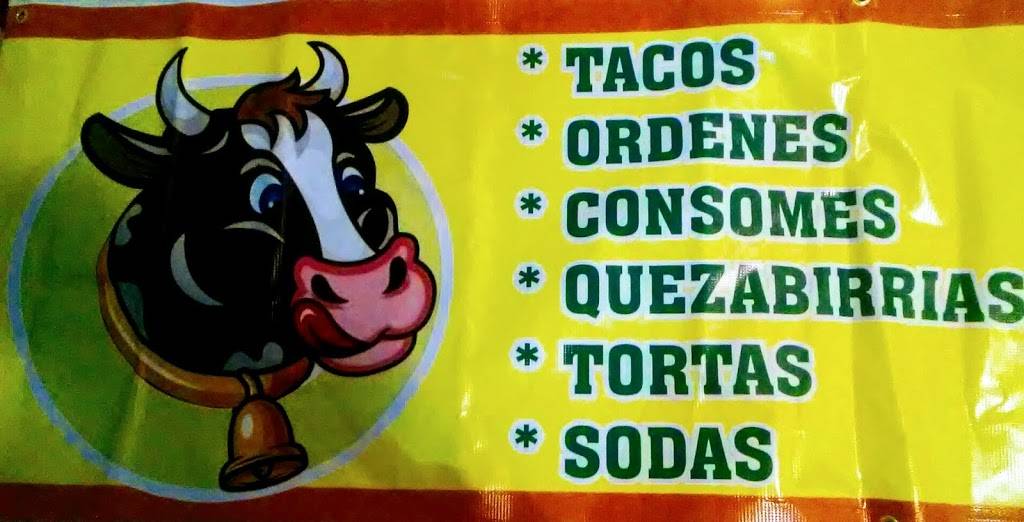 * TACOS
* ORDENES
* CONSOMES
* QUEZABIRRIAS
* TORTAS
* SODAS